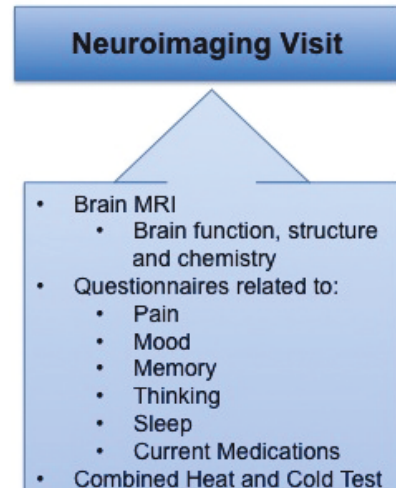 Neuroimaging Visit
• Brain MRI
• Brain function, structure
and chemistry
• Questionnaires related to:
• Pain
• Mood
• Memory
• Thinking
• Sleep
• Current Medications
• Combined Heat and Cold Test